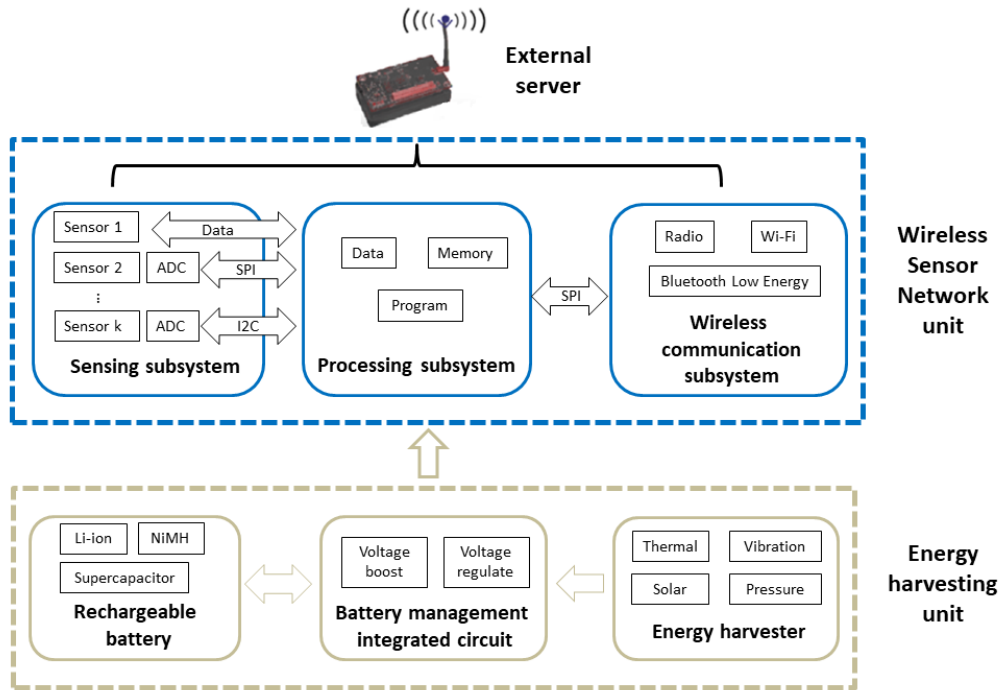 External
server
Sensor 1
Data
Sensor 2
ADC
SPI
...
Sensor k
ADC
I2C
Sensing subsystem
Data
Memory
Program
Processing subsystem
SPI
Radio
Wi-Fi
Bluetooth Low Energy
Wireless
communication
subsystem
Wireless
Sensor
Network
unit
Li-ion
NiMH
Supercapacitor
Rechargeable
battery
Voltage
boost
Voltage
regulate
Battery management
integrated circuit
Thermal
Vibration
Solar
Pressure
Energy harvester
Energy
harvesting
unit